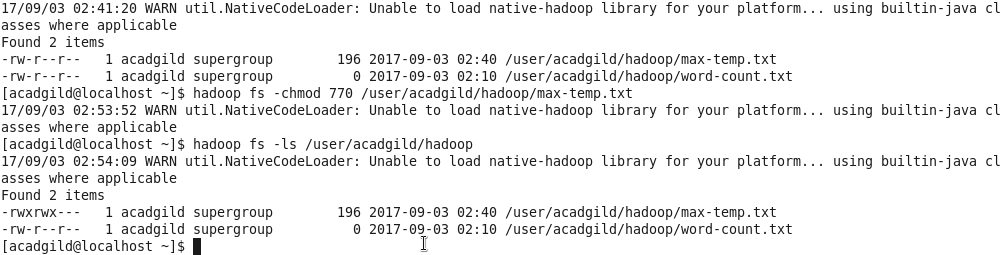 17/09/03 02:41:20 WARN util.NativeCodeLoader: Unable to load native-hadoop library for your platform... using builtin-java cl
asses where applicable
Found 2 items
-rw-r--r--   1 acadgild supergroup        196 2017-09-03 02:40 /user/acadgild/hadoop/max-temp.txt
-rw-r--r--   1 acadgild supergroup          0 2017-09-03 02:10 /user/acadgild/hadoop/word-count.txt
[acadgild@localhost ~]$ hadoop fs -chmod 770 /user/acadgild/hadoop/max-temp.txt
17/09/03 02:53:52 WARN util.NativeCodeLoader: Unable to load native-hadoop library for your platform... using builtin-java cl
asses where applicable
[acadgild@localhost ~]$ hadoop fs -ls /user/acadgild/hadoop
17/09/03 02:54:09 WARN util.NativeCodeLoader: Unable to load native-hadoop library for your platform... using builtin-java cl
asses where applicable
Found 2 items
-rwxrwx---   1 acadgild supergroup        196 2017-09-03 02:40 /user/acadgild/hadoop/max-temp.txt
-rw-r--r--   1 acadgild supergroup          0 2017-09-03 02:10 /user/acadgild/hadoop/word-count.txt
[acadgild@localhost ~]$